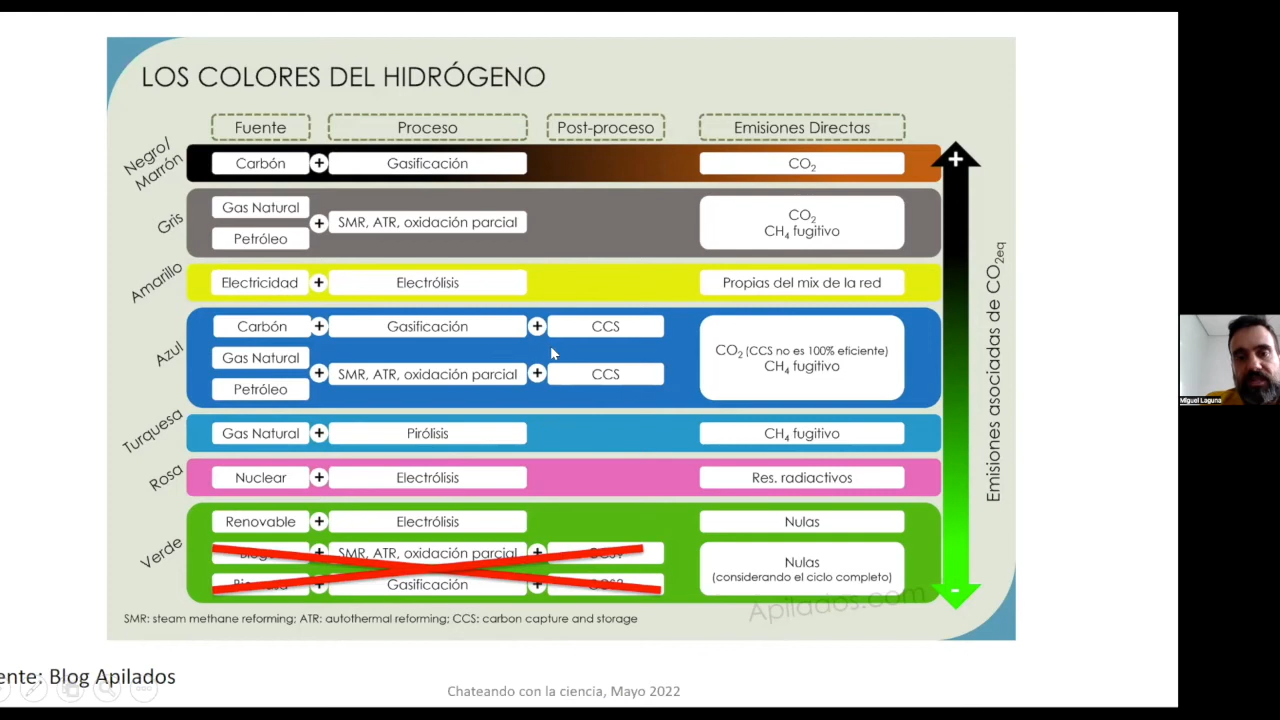 LOS COLORES DEL HIDRÓGENO
Fuente Proceso Post-proceso Emisiones Directas
Negro/
Marrón
Carbón + Gasificación CO₂ +
Gris
Gas Natural
Petróleo
+ SMR, ATR, oxidación parcial
CO₂
CH₄ fugitivo
Amarillo
Electricidad + Electrólisis Propias del mix de la red
Azul
Carbón + Gasificación + CCS
Gas Natural
Petróleo
+ SMR, ATR, oxidación parcial + CCS
CO₂ (CCS no es 100% eficiente)
CH₄ fugitivo
Turquesa
Gas Natural + Pirólisis CH₄ fugitivo
Rosa
Nuclear + Electrólisis Res. radiactivos
Verde
Renovable + Electrólisis Nulas
+ SMR, ATR, oxidación parcial + CCS?
+ Gasificación + CCS?
Nulas
(considerando el ciclo completo)
-
Emisiones asociadas de CO₂eq
Apilados.com
SMR: steam methane reforming; ATR: autothermal reforming; CCS: carbon capture and storage
ente: Blog Apilados
Chateando con la ciencia, Mayo 2022
Miguel Laguna